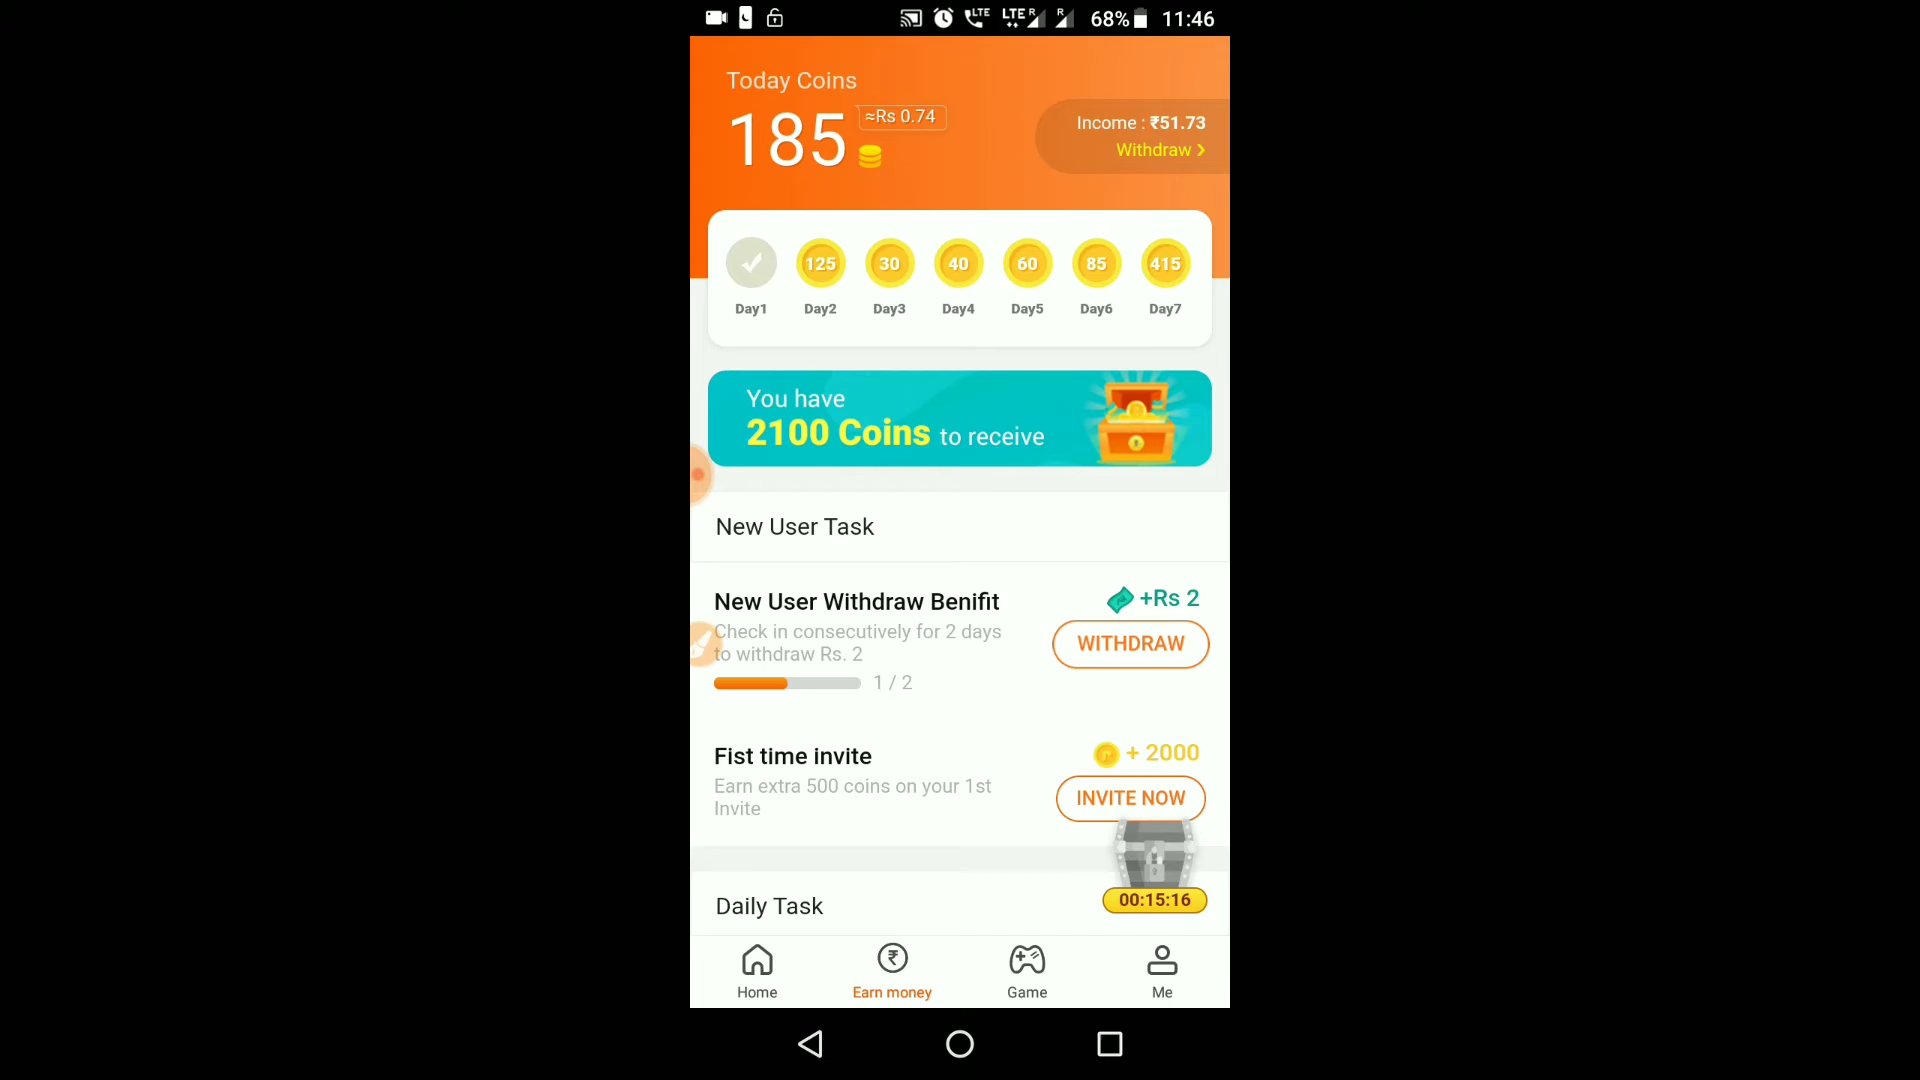 LTE LTE R R 68% 11:46
Today Coins
185 ≈Rs 0.74
Income : ₹51.73
Withdraw
125 30 40 60 85 415
Day1 Day2 Day3 Day4 Day5 Day6 Day7
You have
2100 Coins to receive
New User Task
New User Withdraw Benifit
+Rs 2
Check in consecutively for 2 days
to withdraw Rs. 2
WITHDRAW
1 / 2
Fist time invite
+ 2000
Earn extra 500 coins on your 1st
Invite
INVITE NOW
Daily Task
00:15:16
Home Earn money Game Me